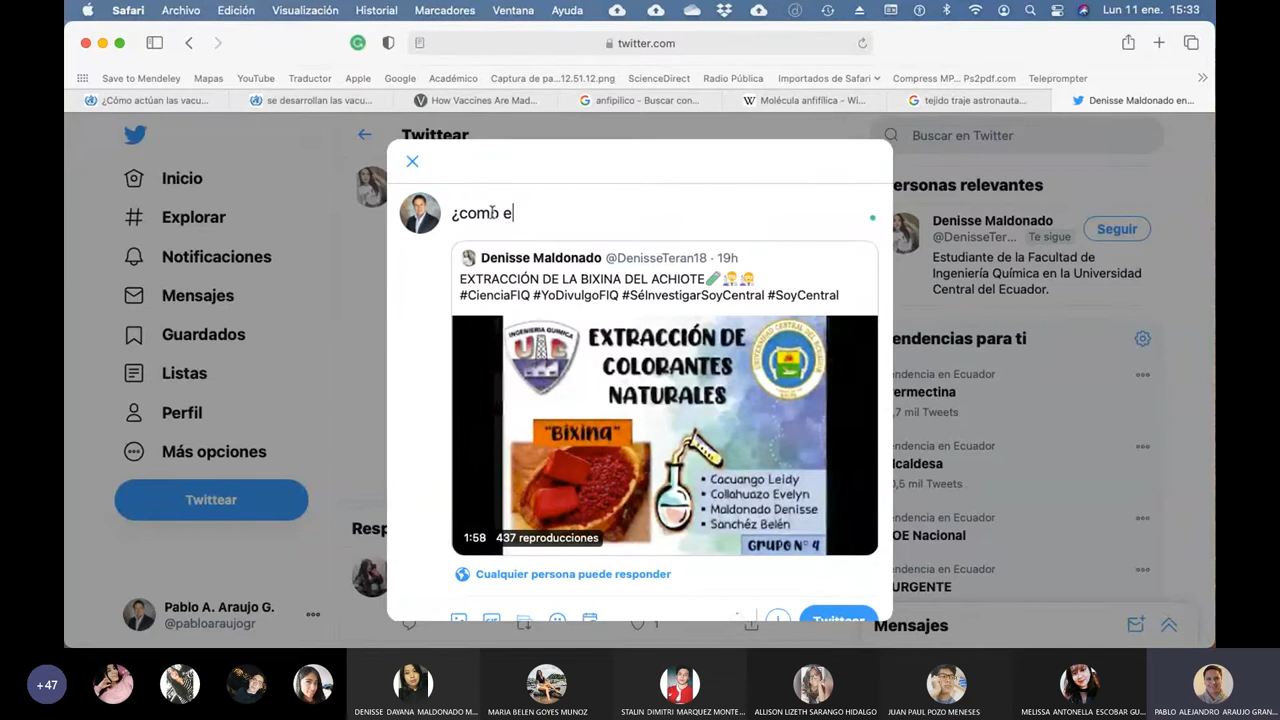 Safari Archivo Edición Visualización Historial Marcadores Ventana Ayuda Lun 11 ene. 15:33
twitter.com
Save to Mendeley Mapas YouTube Traductor Apple Google Académico Captura de pa...12.51.12.png ScienceDirect Radio Pública Importados de Safari Compress MP... Ps2pdf.com Teleprompter
¿Cómo actúan las vacu... se desarrollan las vacu... How Vaccines Are Mad... anfipilico - Buscar con... Molécula anfifílica - Wi... tejido traje astronauta... Denisse Maldonado en...
Inicio
Explorar
Notificaciones
Mensajes
Guardados
Listas
Perfil
Más opciones
Twittear
Pablo A. Araujo G.
@pabloaraujogr
Twittear
Resp
¿como e
Denisse Maldonado @DenisseTeran18 · 19h
EXTRACCIÓN DE LA BIXINA DEL ACHIOTE
#CienciaFIQ #YoDivulgoFIQ #SéInvestigarSoyCentral #SoyCentral
INGENIERIA QUIMICA
EXTRACCIÓN DE
COLORANTES
NATURALES
"Bixina"
• Cacuango Leidy
• Collahuazo Evelyn
• Maldonado Denisse
• Sanchéz Belén
GRUPO N° 4
1:58 437 reproducciones
Cualquier persona puede responder
GIF
Twittear
1
Buscar en Twitter
ersonas relevantes
Denisse Maldonado
@DenisseTer... Te sigue
Seguir
Estudiante de la Facultad de
Ingeniería Química en la Universidad
Central del Ecuador.
endencias para ti
endencia en Ecuador
vermectina
,7 mil Tweets
endencia en Ecuador
lcaldesa
0,5 mil Tweets
endencia en Ecuador
OE Nacional
endencia en Ecuador
URGENTE
Mensajes
+47
DENISSE DAYANA MALDONADO M... MARIA BELEN GOYES MUNOZ STALIN DIMITRI MARQUEZ MONTE... ALLISON LIZETH SARANGO HIDALGO JUAN PAUL POZO MENESES MELISSA ANTONELLA ESCOBAR GU... PABLO ALEJANDRO ARAUJO GRAN...